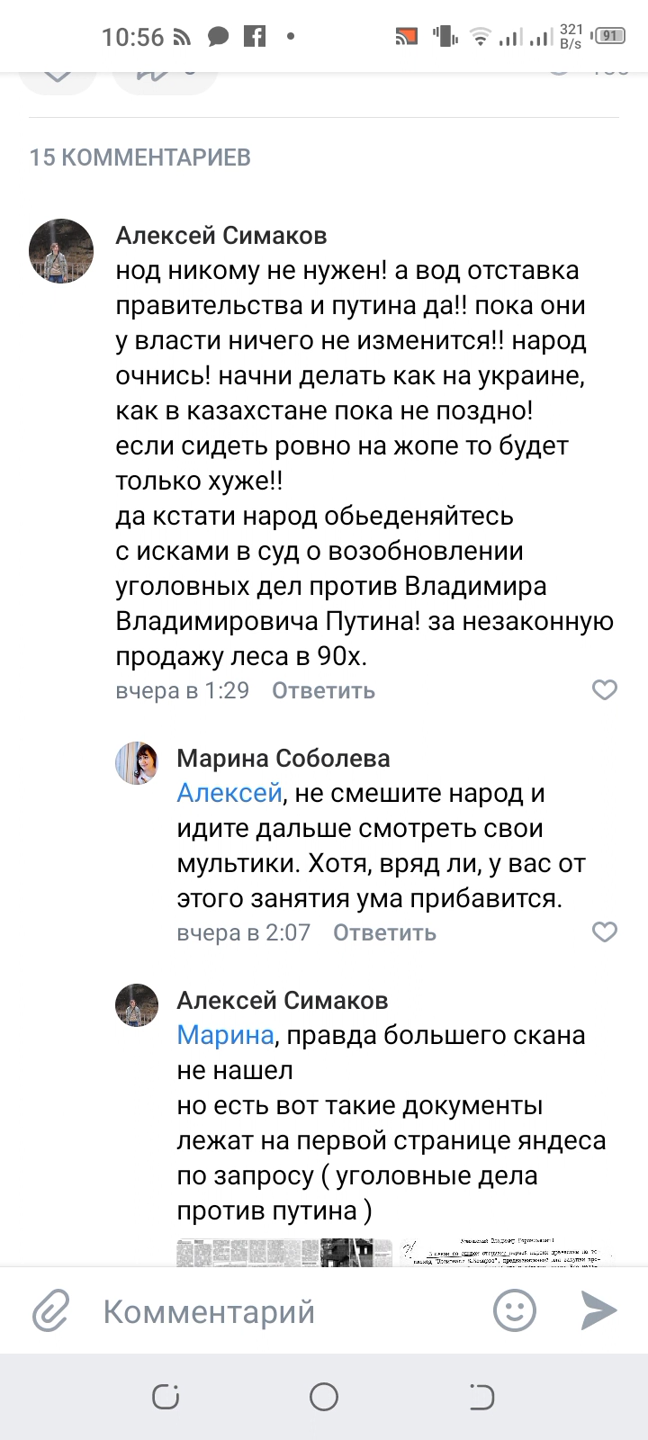 10:56
321
B/s
91
15 КОММЕНТАРИЕВ
Алексей Симаков
нод никому не нужен! а вод отставка
правительства и путина да!! пока они
у власти ничего не изменится!! народ
очнись! начни делать как на украине,
как в казахстане пока не поздно!
если сидеть ровно на жопе то будет
только хуже!!
да кстати народ обьеденяйтесь
с исками в суд о возобновлении
уголовных дел против Владимира
Владимировича Путина! за незаконную
продажу леса в 90х.
вчера в 1:29 Ответить
Марина Соболева
Алексей, не смешите народ и
идите дальше смотреть свои
мультики. Хотя, вряд ли, у вас от
этого занятия ума прибавится.
вчера в 2:07 Ответить
Алексей Симаков
Марина, правда большего скана
не нашел
но есть вот такие документы
лежат на первой странице яндеса
по запросу ( уголовные дела
против путина )
Комментарий